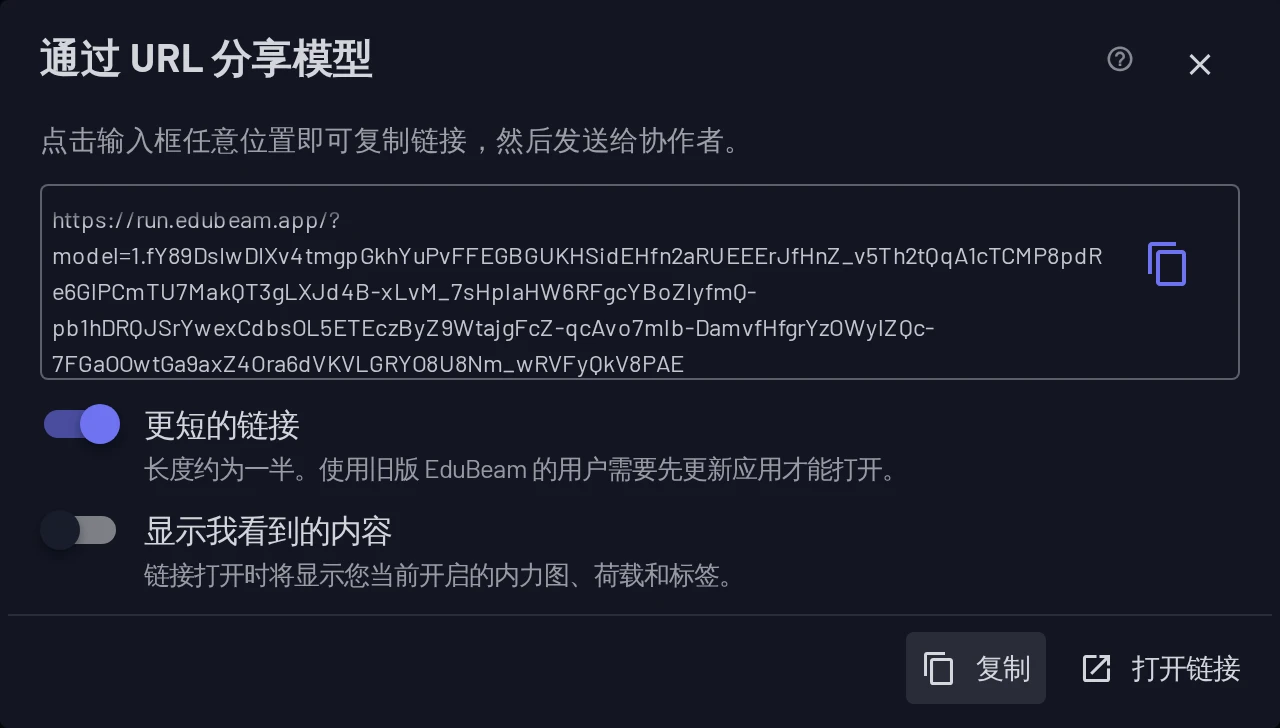 通过 URL 分享模型
点击输入框任意位置即可复制链接，然后发送给协作者。
https://run.edubeam.app/?
model=1.fY89DsIwDIXv4tmgpGkhYuPvFFEGBGUKHSidEHfn2aRUEEErJfHnZ_v5Th2tQqA1cTCMP8pdR
e6GIPCmTU7MakQT3gLXJd4B-xLvM_7sHpIaHW6RFgcYBoZIyfmQ-
pb1hDRQJSrYwexCdbsOL5ETEczByZ9WtajgFcZ-qcAvo7mIb-DamvfHfgrYzOWyIZQc-
7FGaOOwtGa9axZ4Ora6dVKVLGRYO8U8Nm_wRVFyQkV8PAE
更短的链接
长度约为一半。使用旧版 EduBeam 的用户需要先更新应用才能打开。
显示我看到的内容
链接打开时将显示您当前开启的内力图、荷载和标签。
复制
打开链接